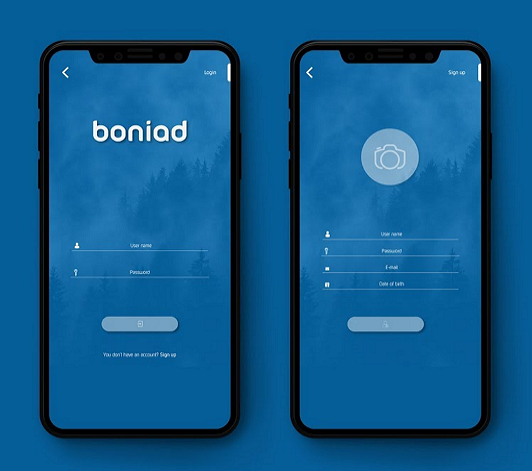 Login
boniad
User name
Password
You don't have an account? Sign up
Sign up
User name
Password
E-mail
Date of birth